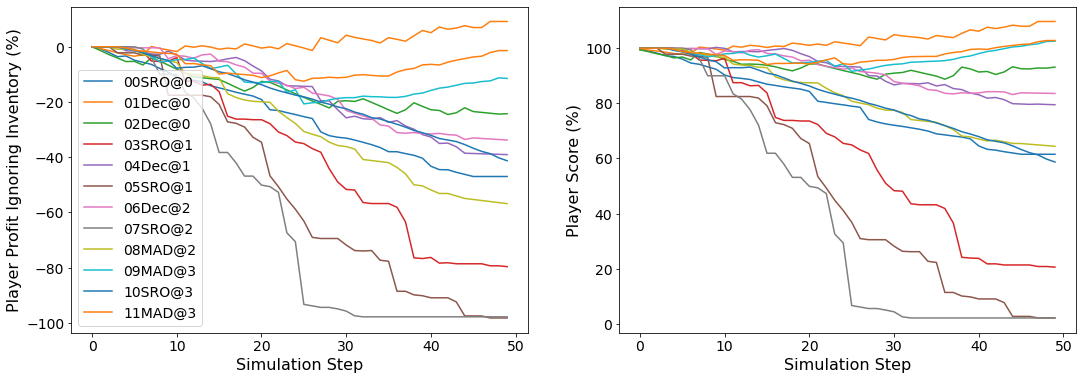 Player Profit Ignoring Inventory (%)
0
−20
−40
−60
−80
−100
00SRO@0
01Dec@0
02Dec@0
03SRO@1
04Dec@1
05SRO@1
06Dec@2
07SRO@2
08MAD@2
09MAD@3
10SRO@3
11MAD@3
0 10 20 30 40 50
Simulation Step
Player Score (%)
100
80
60
40
20
0
0 10 20 30 40 50
Simulation Step